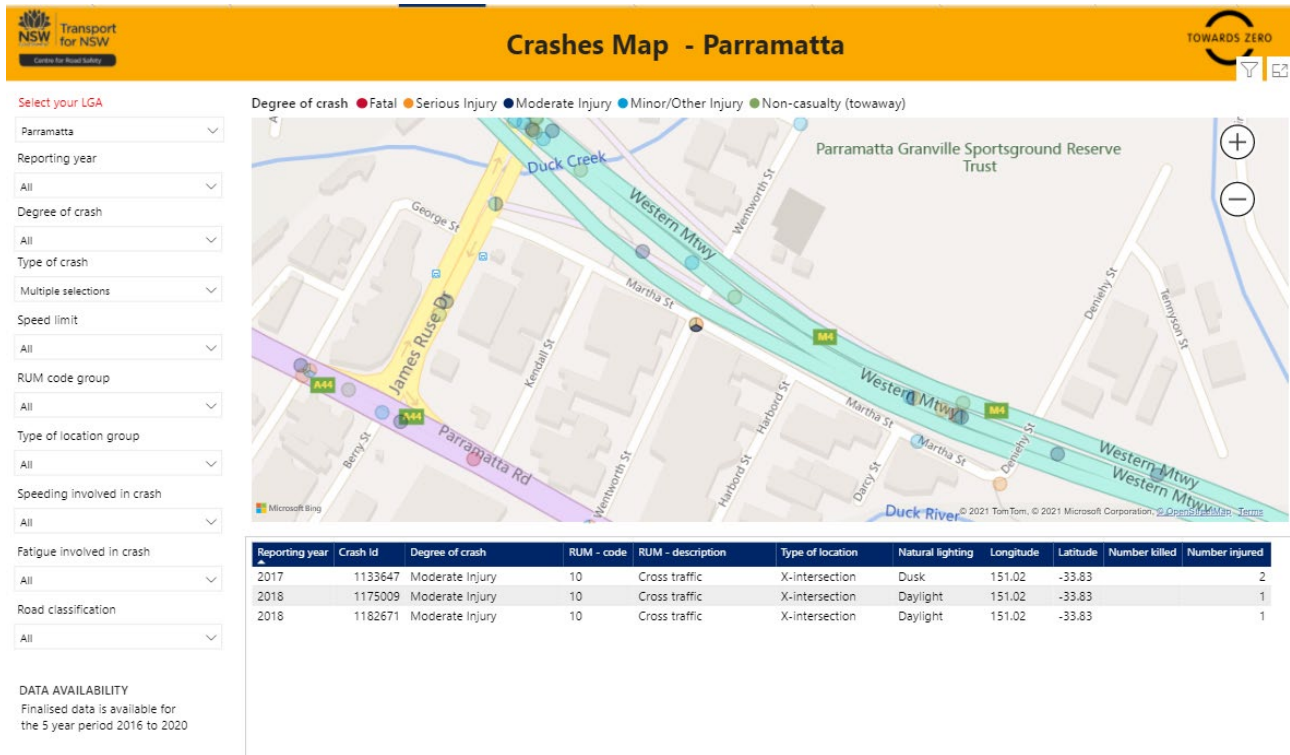 NSW
Transport
for NSW
Centre for Road Safety
Crashes Map - Parramatta
TOWARDS ZERO
Select your LGA
Parramatta
Reporting year
All
Degree of crash
All
Type of crash
Multiple selections
Speed limit
All
RUM code group
All
Type of location group
All
Speeding involved in crash
All
Fatigue involved in crash
All
Road classification
All
DATA AVAILABILITY
Finalised data is available for
the 5 year period 2016 to 2020
Degree of crash Fatal Serious Injury Moderate Injury Minor/Other Injury Non-casualty (towaway)
Duck Creek
Parramatta Granville Sportsground Reserve
Trust
George St
Western Mtwy
Wentworth St
Martha St
James Ruse Dr
Kendall St
M4
Deniehy St
Tennyson St
A44
A44
Berry St
Parramatta Rd
Wentworth St
Harbord St
Harbord St
Western Mtwy
M4
Martha St
Martha St
Darcy St
Deniehy St
Western Mtwy
Western Mtwy
Duck River
Microsoft Bing
© 2021 TomTom, © 2021 Microsoft Corporation, © OpenStreetMap Terms
Reporting year Crash Id Degree of crash RUM - code RUM - description Type of location Natural lighting Longitude Latitude Number killed Number injured
2017 1133647 Moderate Injury 10 Cross traffic X-intersection Dusk 151.02 -33.83 2
2018 1175009 Moderate Injury 10 Cross traffic X-intersection Daylight 151.02 -33.83 1
2018 1182671 Moderate Injury 10 Cross traffic X-intersection Daylight 151.02 -33.83 1